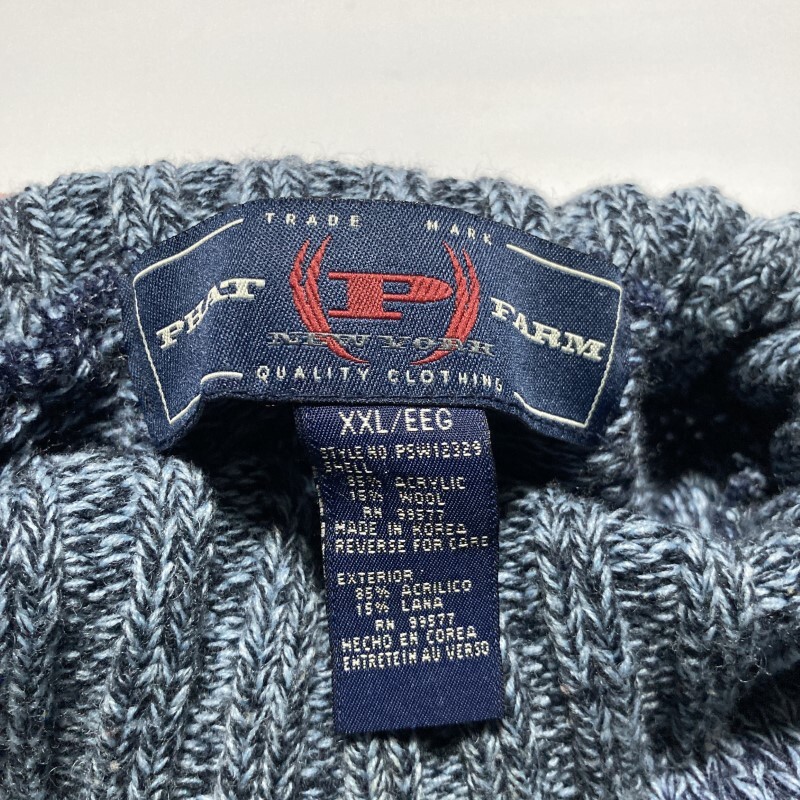 TRADE MARK
PHAT P FARM
NEW YORK
QUALITY CLOTHING
XXL/EEG
STYLE NO. PSW12329
SHELL
85% ACRYLIC
15% WOOL
RN 99577
MADE IN KOREA
REVERSE FOR CARE
EXTERIOR
85% ACRILICO
15% LANA
RN 99577
HECHO EN COREA
ENTRETEIN AU VERSO